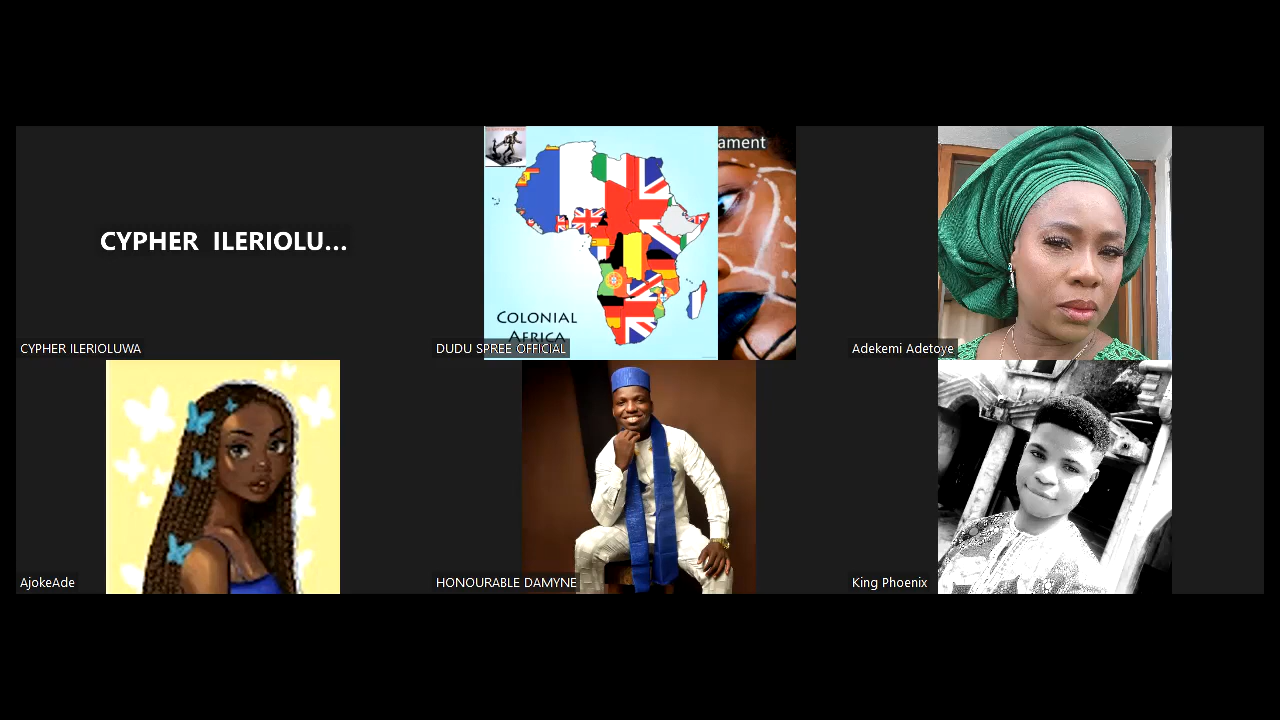 CYPHER ILERIOLU...
CYPHER ILERIOLUWA
ament
COLONIAL
AFRICA
DUDU SPREE OFFICIAL
Adekemi Adetoye
AjokeAde
HONOURABLE DAMYNE
King Phoenix